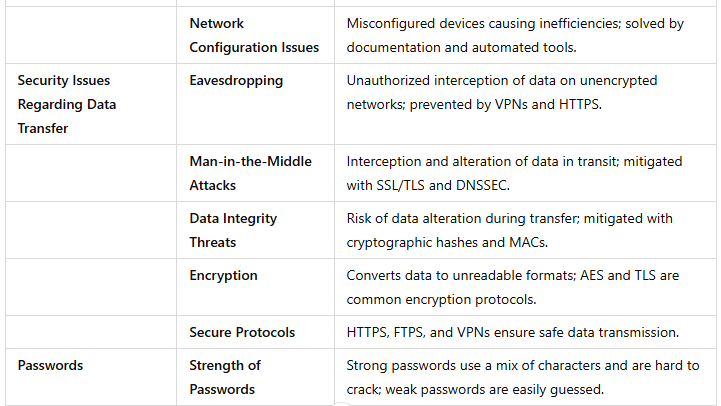 Network
Configuration Issues
Misconfigured devices causing inefficiencies; solved by
documentation and automated tools.
Security Issues
Regarding Data
Transfer
Eavesdropping
Unauthorized interception of data on unencrypted
networks; prevented by VPNs and HTTPS.
Man-in-the-Middle
Attacks
Interception and alteration of data in transit; mitigated
with SSL/TLS and DNSSEC.
Data Integrity
Threats
Risk of data alteration during transfer; mitigated with
cryptographic hashes and MACs.
Encryption
Converts data to unreadable formats; AES and TLS are
common encryption protocols.
Secure Protocols
HTTPS, FTPS, and VPNs ensure safe data transmission.
Passwords
Strength of
Passwords
Strong passwords use a mix of characters and are hard to
crack; weak passwords are easily guessed.